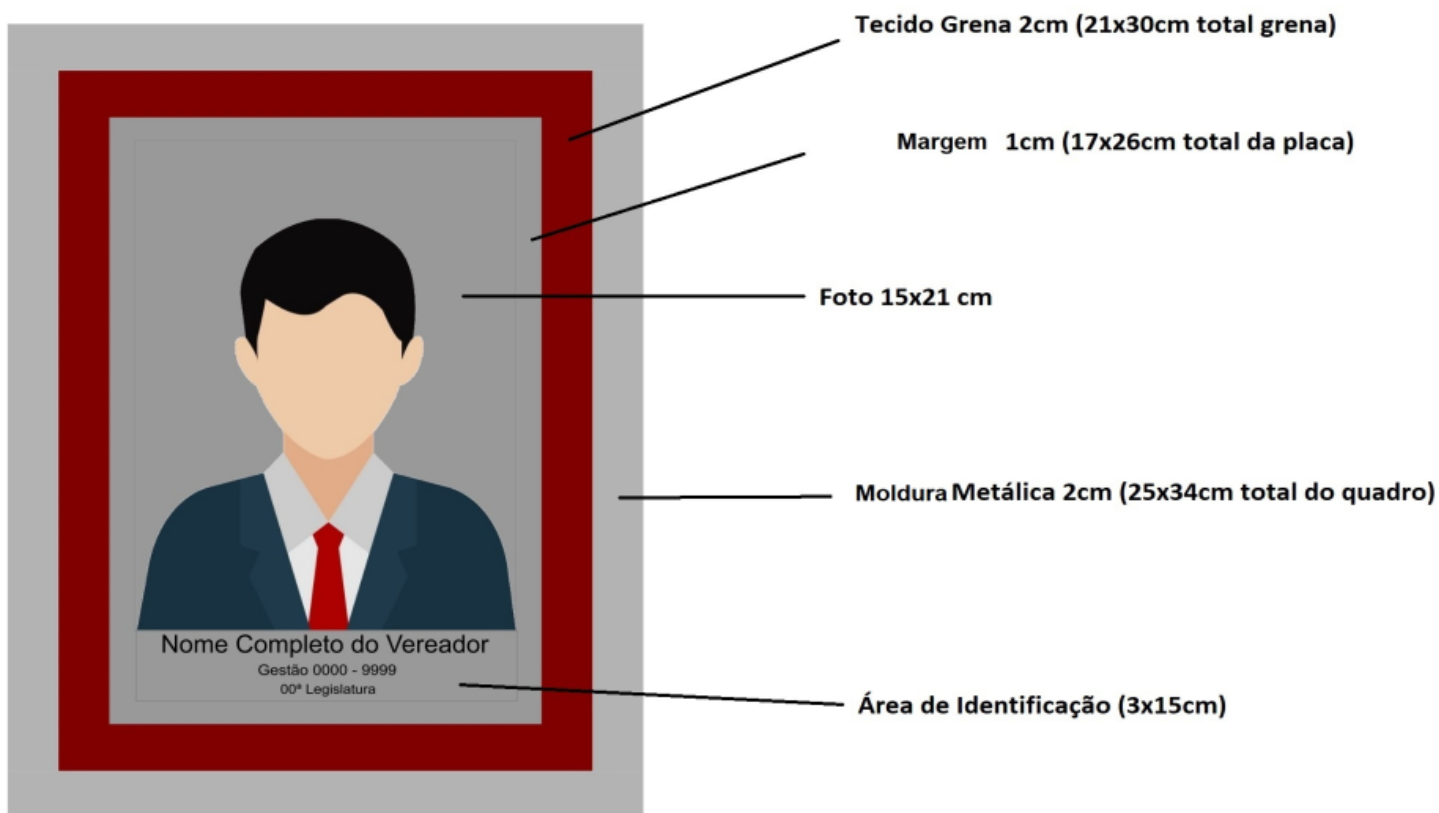 Tecido Grena 2cm (21x30cm total grena)
Margem 1cm (17x26cm total da placa)
Foto 15x21 cm
Moldura Metálica 2cm (25x34cm total do quadro)
Nome Completo do Vereador
Gestão 0000 - 9999
00ª Legislatura
Área de Identificação (3x15cm)